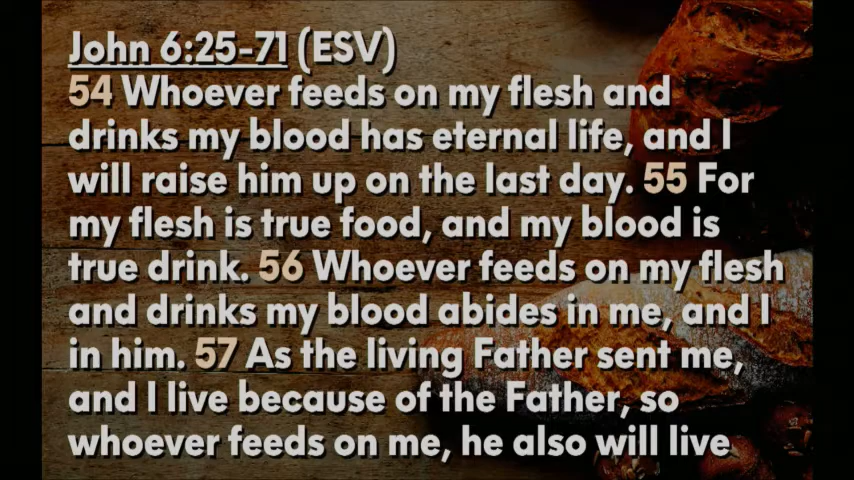 John 6:25-71 (ESV)
54 Whoever feeds on my flesh and
drinks my blood has eternal life, and I
will raise him up on the last day. 55 For
my flesh is true food, and my blood is
true drink. 56 Whoever feeds on my flesh
and drinks my blood abides in me, and I
in him. 57 As the living Father sent me,
and I live because of the Father, so
whoever feeds on me, he also will live